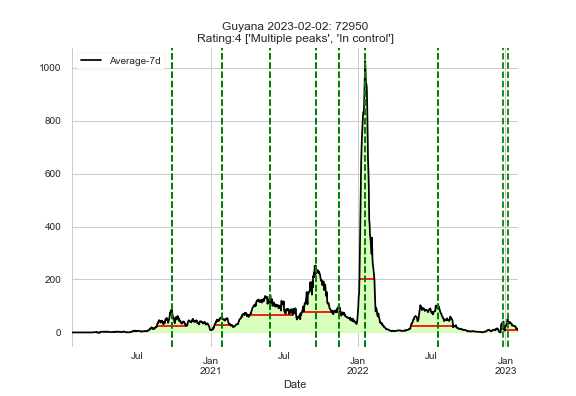 Guyana 2023-02-02: 72950
Rating:4 ['Multiple peaks', 'In control']
Average-7d
1000
800
600
400
200
0
Jul
Jan
2021
Jul
Jan
2022
Jul
Jan
2023
Date